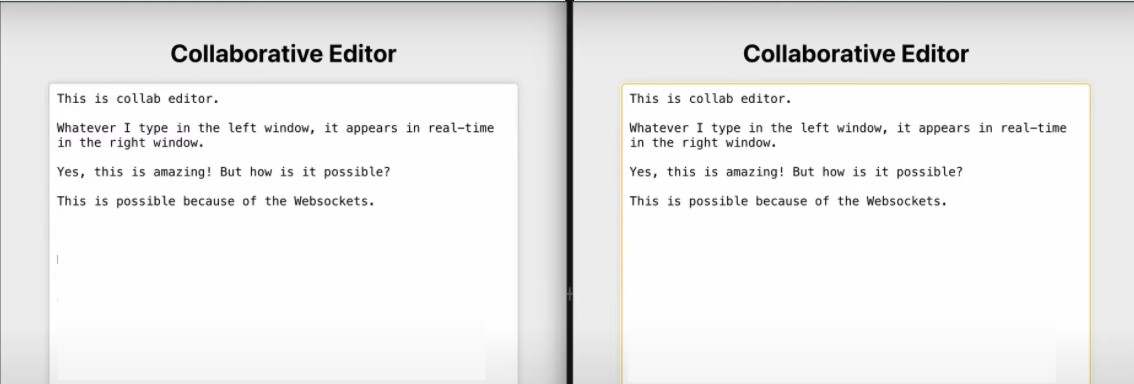 Collaborative Editor
This is collab editor.
Whatever I type in the left window, it appears in real-time
in the right window.
Yes, this is amazing! But how is it possible?
This is possible because of the Websockets.
Collaborative Editor
This is collab editor.
Whatever I type in the left window, it appears in real-time
in the right window.
Yes, this is amazing! But how is it possible?
This is possible because of the Websockets.